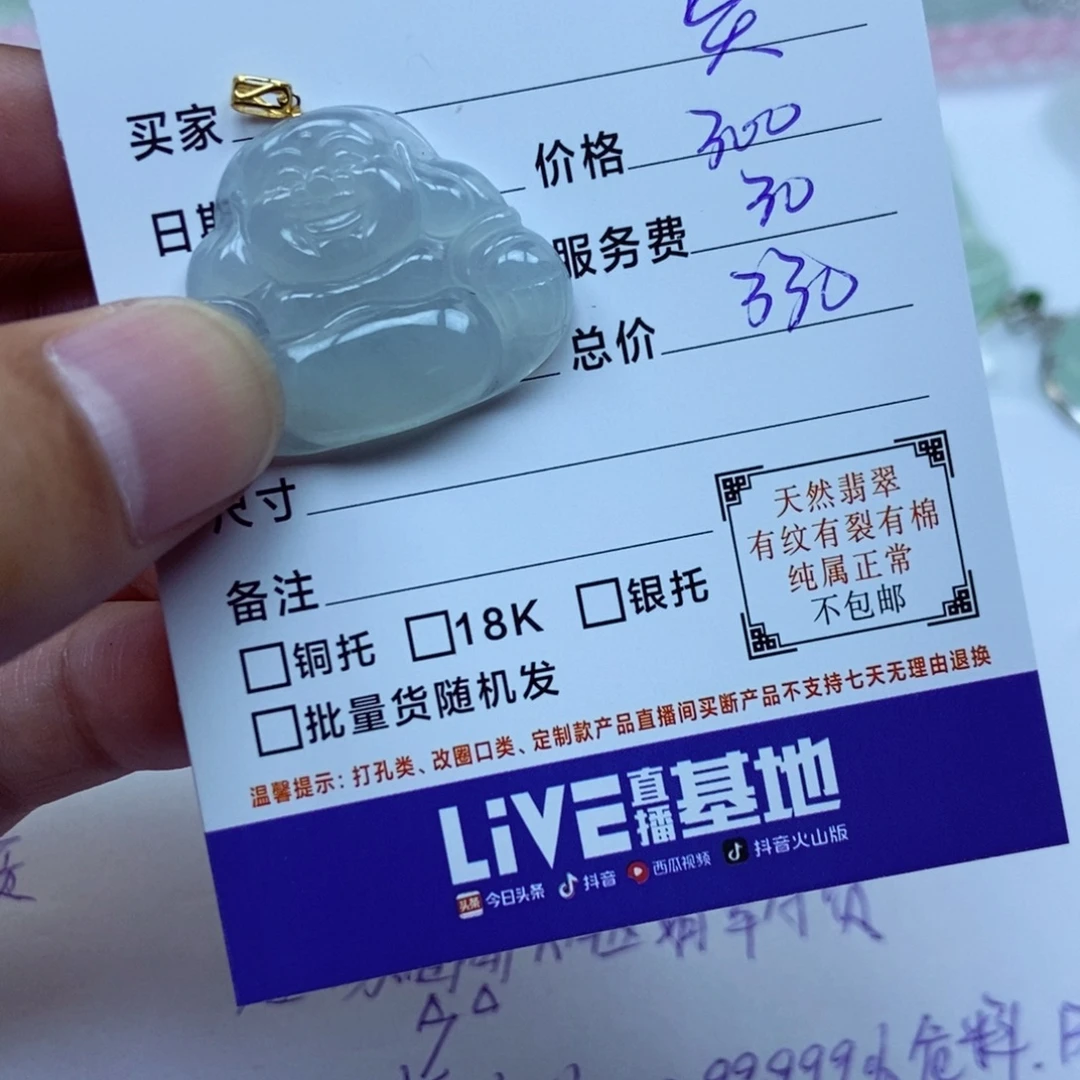 买家
300
价格
30
日期
服务费
330
总价
尺寸
天然翡翠
有纹有裂有棉
纯属正常
不包邮
备注
铜托 18K 银托
批量货随机发
温馨提示：打孔类、改圈口类、定制款产品直播间买断产品不支持七天无理由退换
LiVE直播基地
头条 今日头条 抖音 西瓜视频 抖音火山版
99999